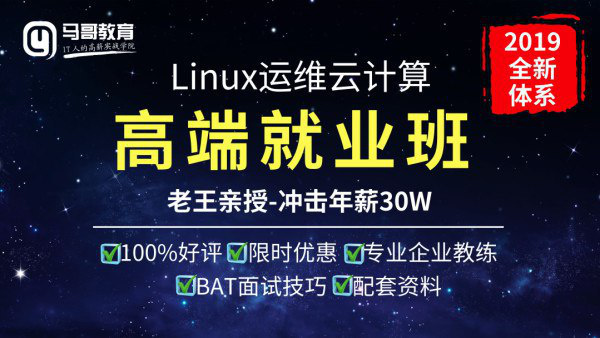 马哥教育
IT人的高薪实战学院
2019
全新
体系
Linux运维云计算
高端就业班
老王亲授-冲击年薪30W
100%好评 限时优惠 专业企业教练
BAT面试技巧 配套资料